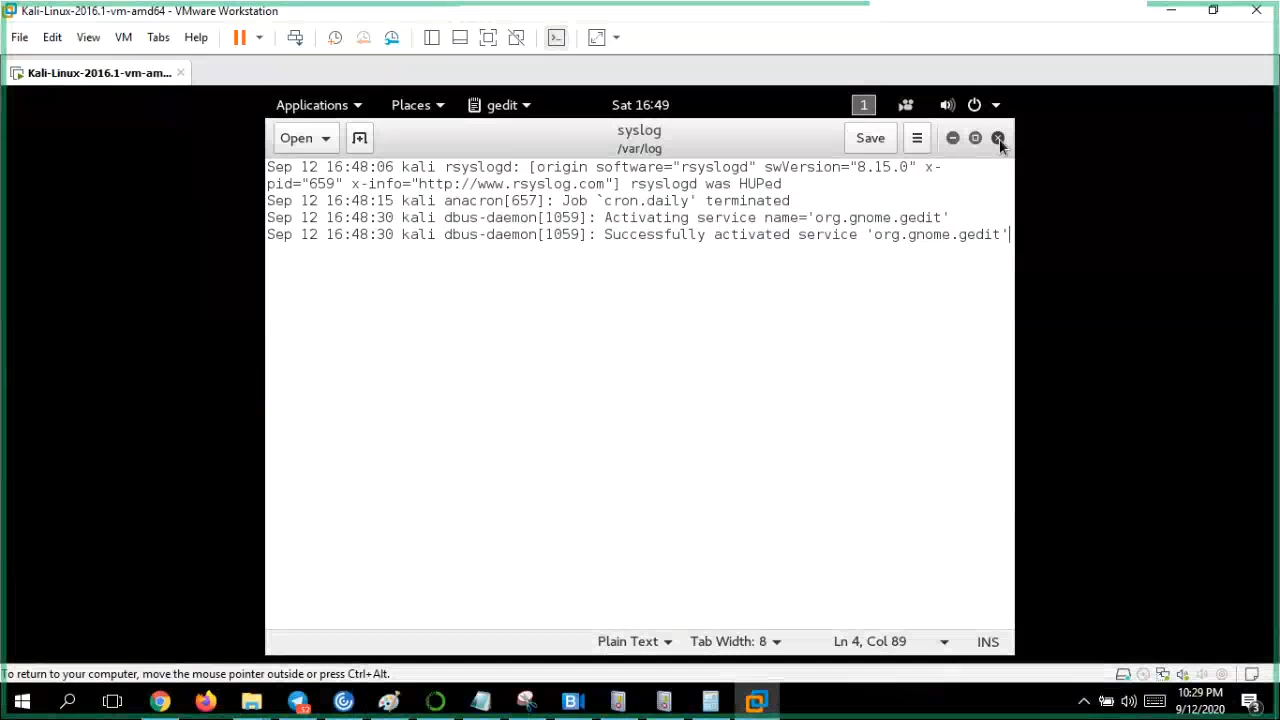 Kali-Linux-2016.1-vm-amd64 - VMware Workstation
File Edit View VM Tabs Help
Kali-Linux-2016.1-vm-am...
Applications Places gedit Sat 16:49 1
Open syslog Save
/var/log
Sep 12 16:48:06 kali rsyslogd: [origin software="rsyslogd" swVersion="8.15.0" x-
pid="659" x-info="http://www.rsyslog.com"] rsyslogd was HUPed
Sep 12 16:48:15 kali anacron[657]: Job `cron.daily' terminated
Sep 12 16:48:30 kali dbus-daemon[1059]: Activating service name='org.gnome.gedit'
Sep 12 16:48:30 kali dbus-daemon[1059]: Successfully activated service 'org.gnome.gedit'
Plain Text Tab Width: 8 Ln 4, Col 89 INS
To return to your computer, move the mouse pointer outside or press Ctrl+Alt.
10:29 PM
9/12/2020
3